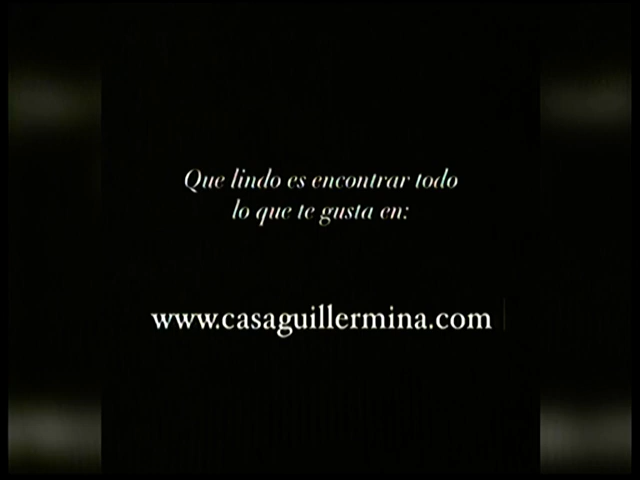 Que lindo es encontrar todo
lo que te gusta en:
www.casaguillermina.com